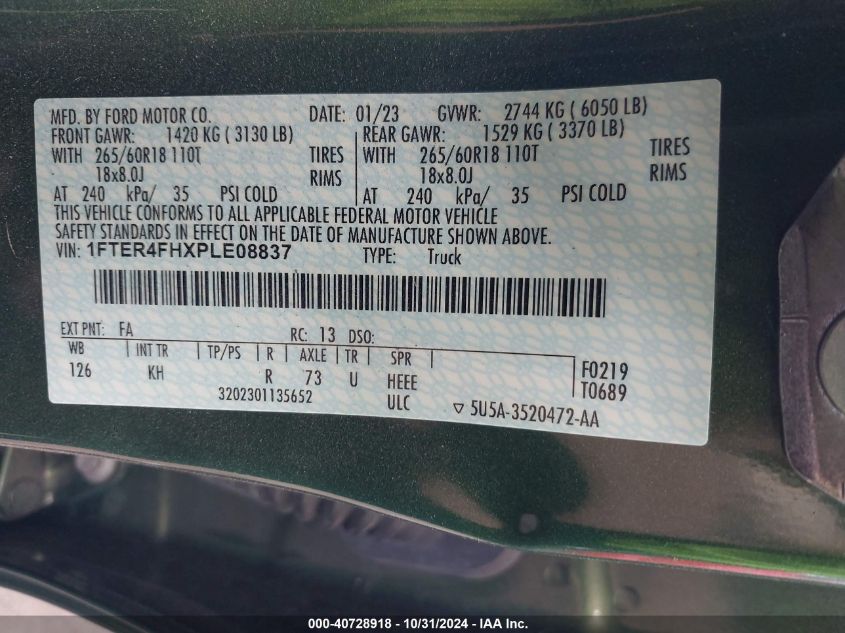 MFD. BY FORD MOTOR CO. DATE: 01/23 GVWR: 2744 KG ( 6050 LB)
FRONT GAWR: 1420 KG ( 3130 LB) REAR GAWR: 1529 KG ( 3370 LB)
WITH 265/60R18 110T TIRES WITH 265/60R18 110T TIRES
18x8.0J RIMS 18x8.0J RIMS
AT 240 kPa/ 35 PSI COLD AT 240 kPa/ 35 PSI COLD
THIS VEHICLE CONFORMS TO ALL APPLICABLE FEDERAL MOTOR VEHICLE
SAFETY STANDARDS IN EFFECT ON THE DATE OF MANUFACTURE SHOWN ABOVE.
VIN: 1FTER4FHXPLE08837 TYPE: Truck
EXT PNT: FA RC: 13 DSO:
WB INT TR TP/PS R AXLE TR SPR F0219
126 KH R 73 U HEEE T0689
3202301135652 ULC ▽ 5U5A-3520472-AA
000-40728918 - 10/31/2024 - IAA Inc.